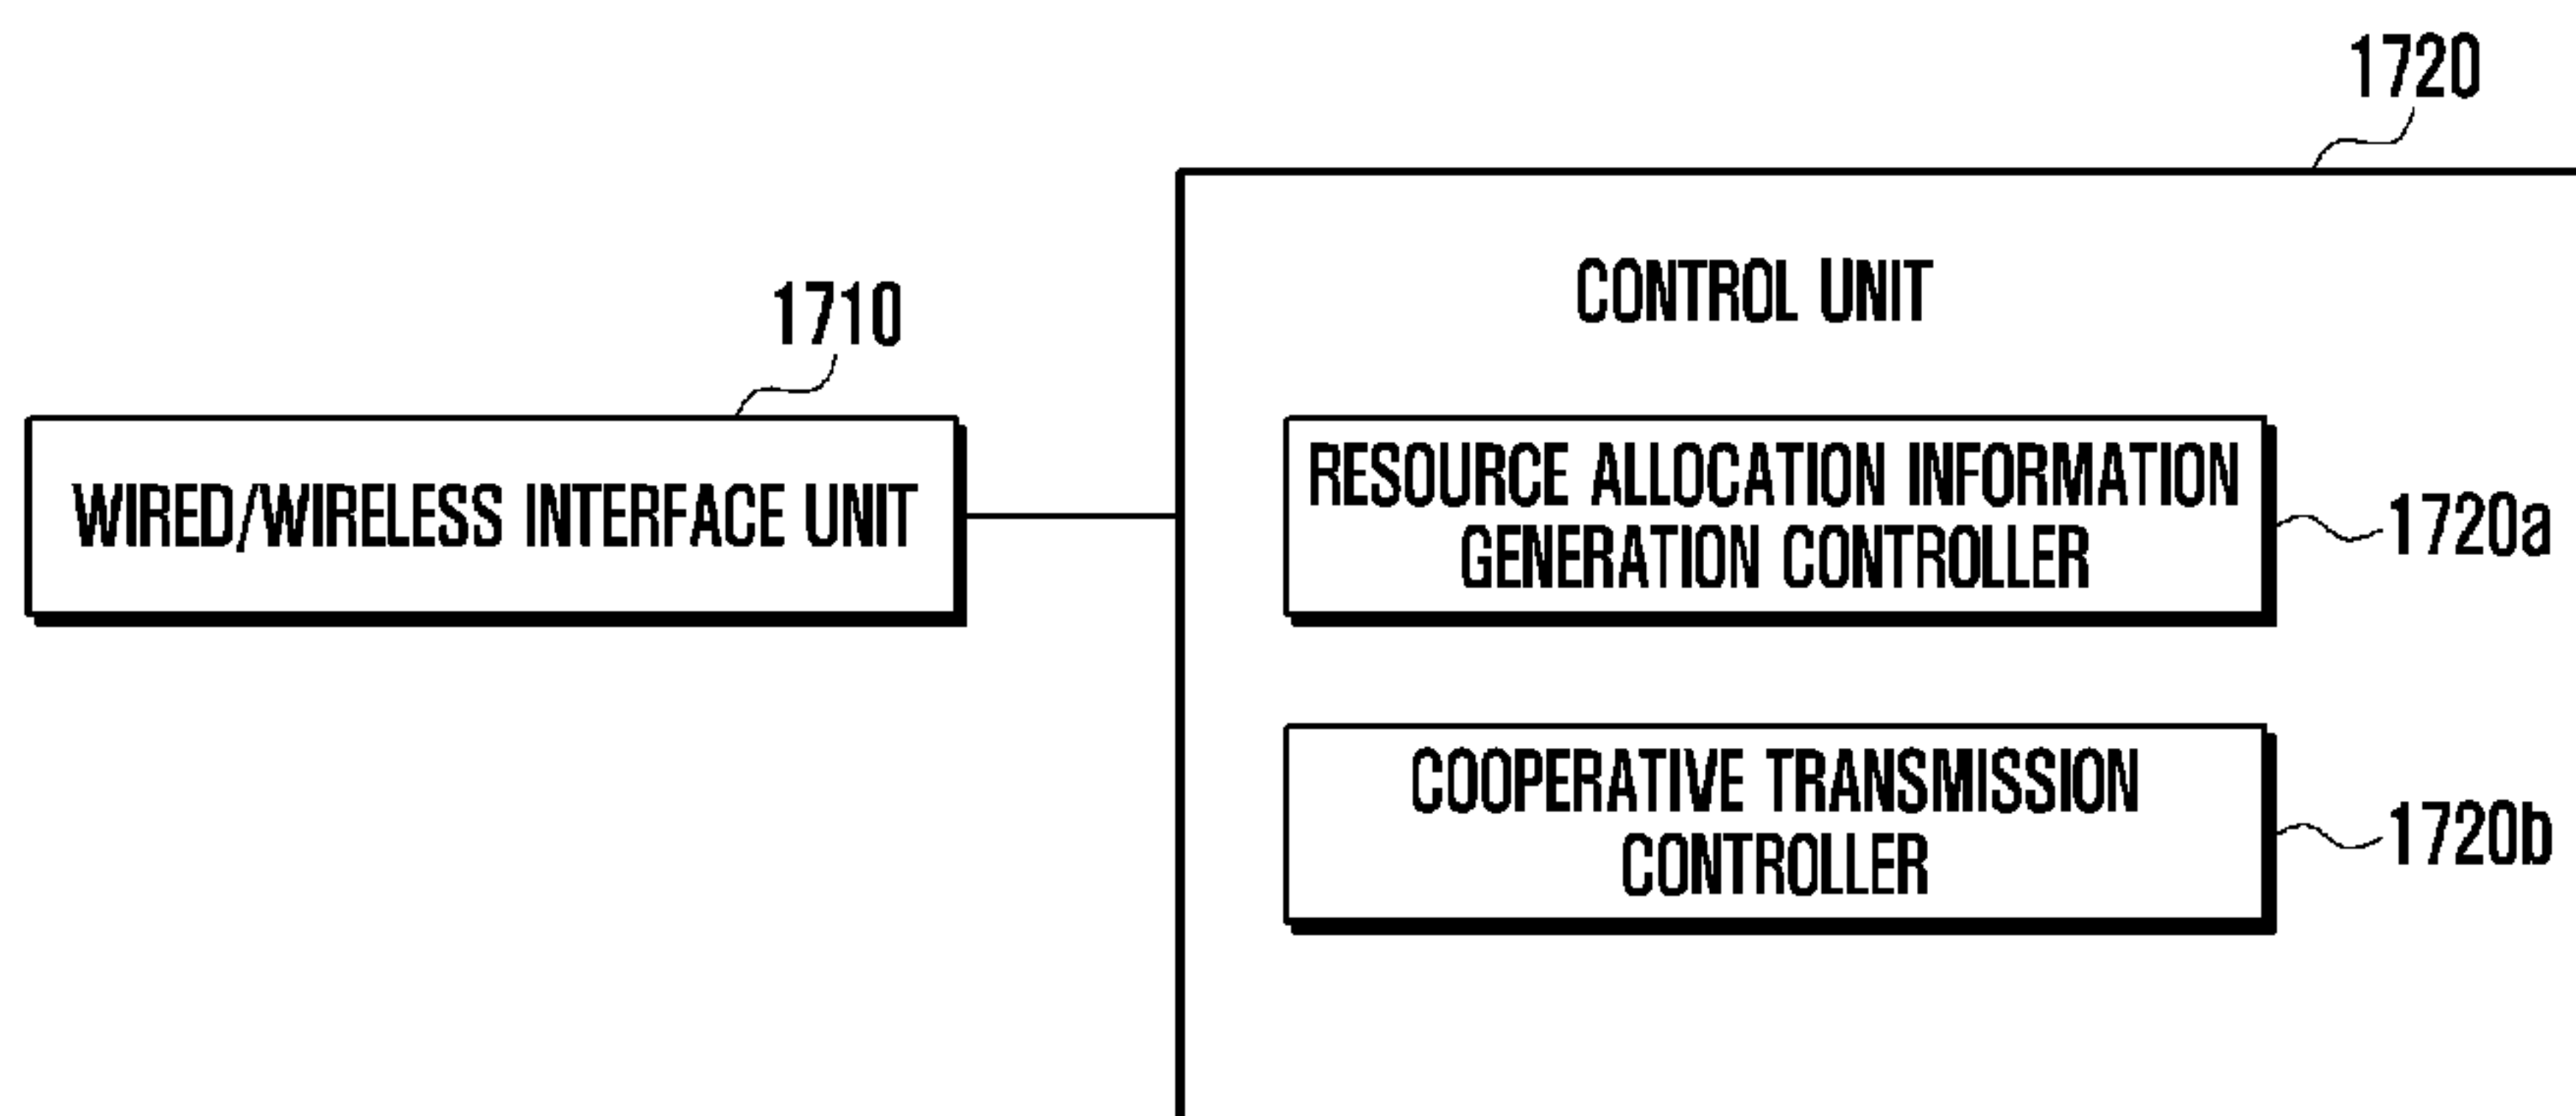 1720
CONTROL UNIT
1710
WIRED/WIRELESS INTERFACE UNIT
RESOURCE ALLOCATION INFORMATION
GENERATION CONTROLLER
1720a
COOPERATIVE TRANSMISSION
CONTROLLER
1720b